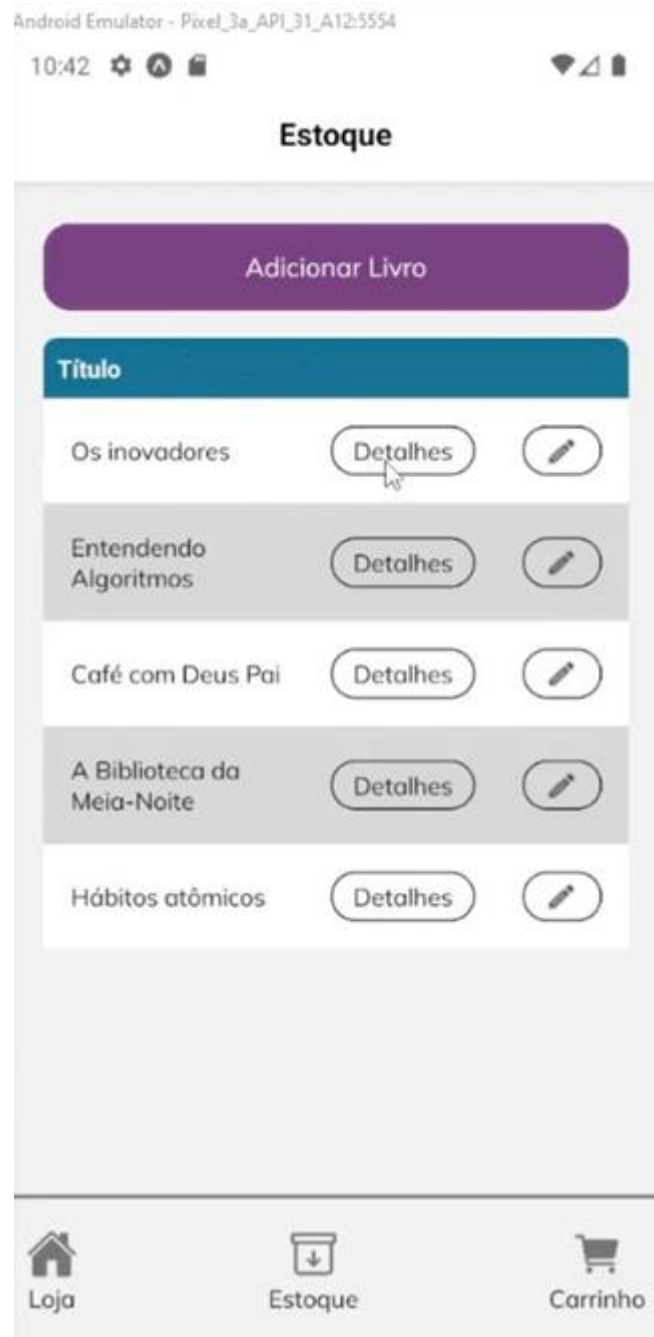 Android Emulator - Pixel_3a_API_31_A12:5554
10:42
Estoque
Adicionar Livro
Título
Os inovadores Detalhes
Entendendo
Algoritmos Detalhes
Café com Deus Pai Detalhes
A Biblioteca da
Meia-Noite Detalhes
Hábitos atômicos Detalhes
Loja Estoque Carrinho